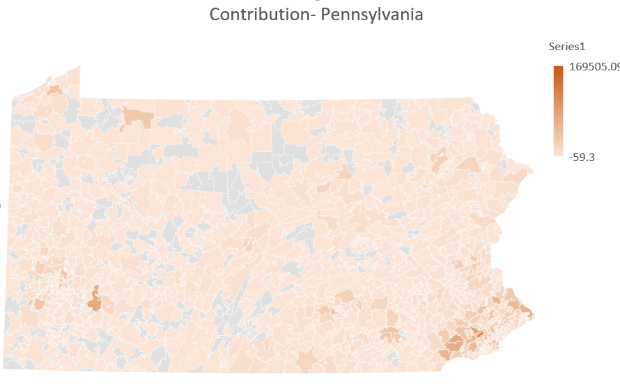 Contribution- Pennsylvania
Series1
169505.09
-59.3